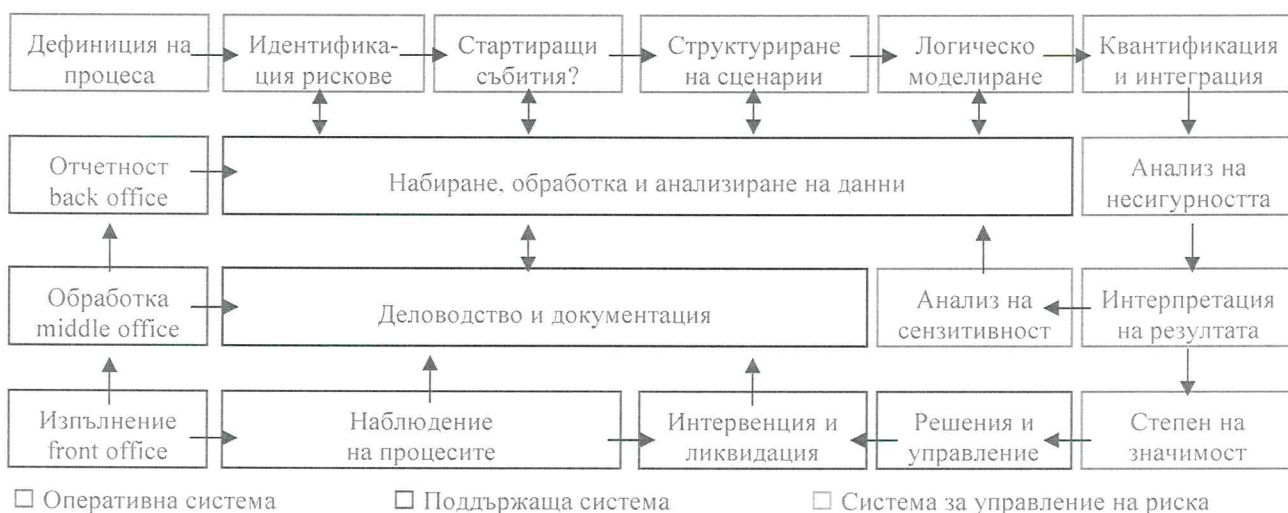 Дефиниция на
процеса
Идентифика-
ция рискове
Стартиращи
събития?
Структуриране
на сценарии
Логическо
моделиране
Квантификация
и интеграция
Отчетност
back office
Набиране, обработка и анализиране на данни
Анализ на
несигурността
Обработка
middle office
Деловодство и документация
Анализ на
сензитивност
Интерпретация
на резултата
Изпълнение
front office
Наблюдение
на процесите
Интервенция и
ликвидация
Решения и
управление
Степен на
значимост
Оперативна система
Поддържаща система
Система за управление на риска